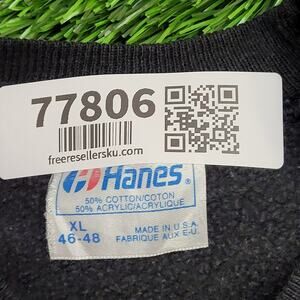 77806
freeresellersku.com
Hanes®
50% COTTON/COTON
50% ACRYLIC/ACRYLIQUE
XL
46-48
MADE IN U.S.A.
FABRIQUE AUX E.-U.